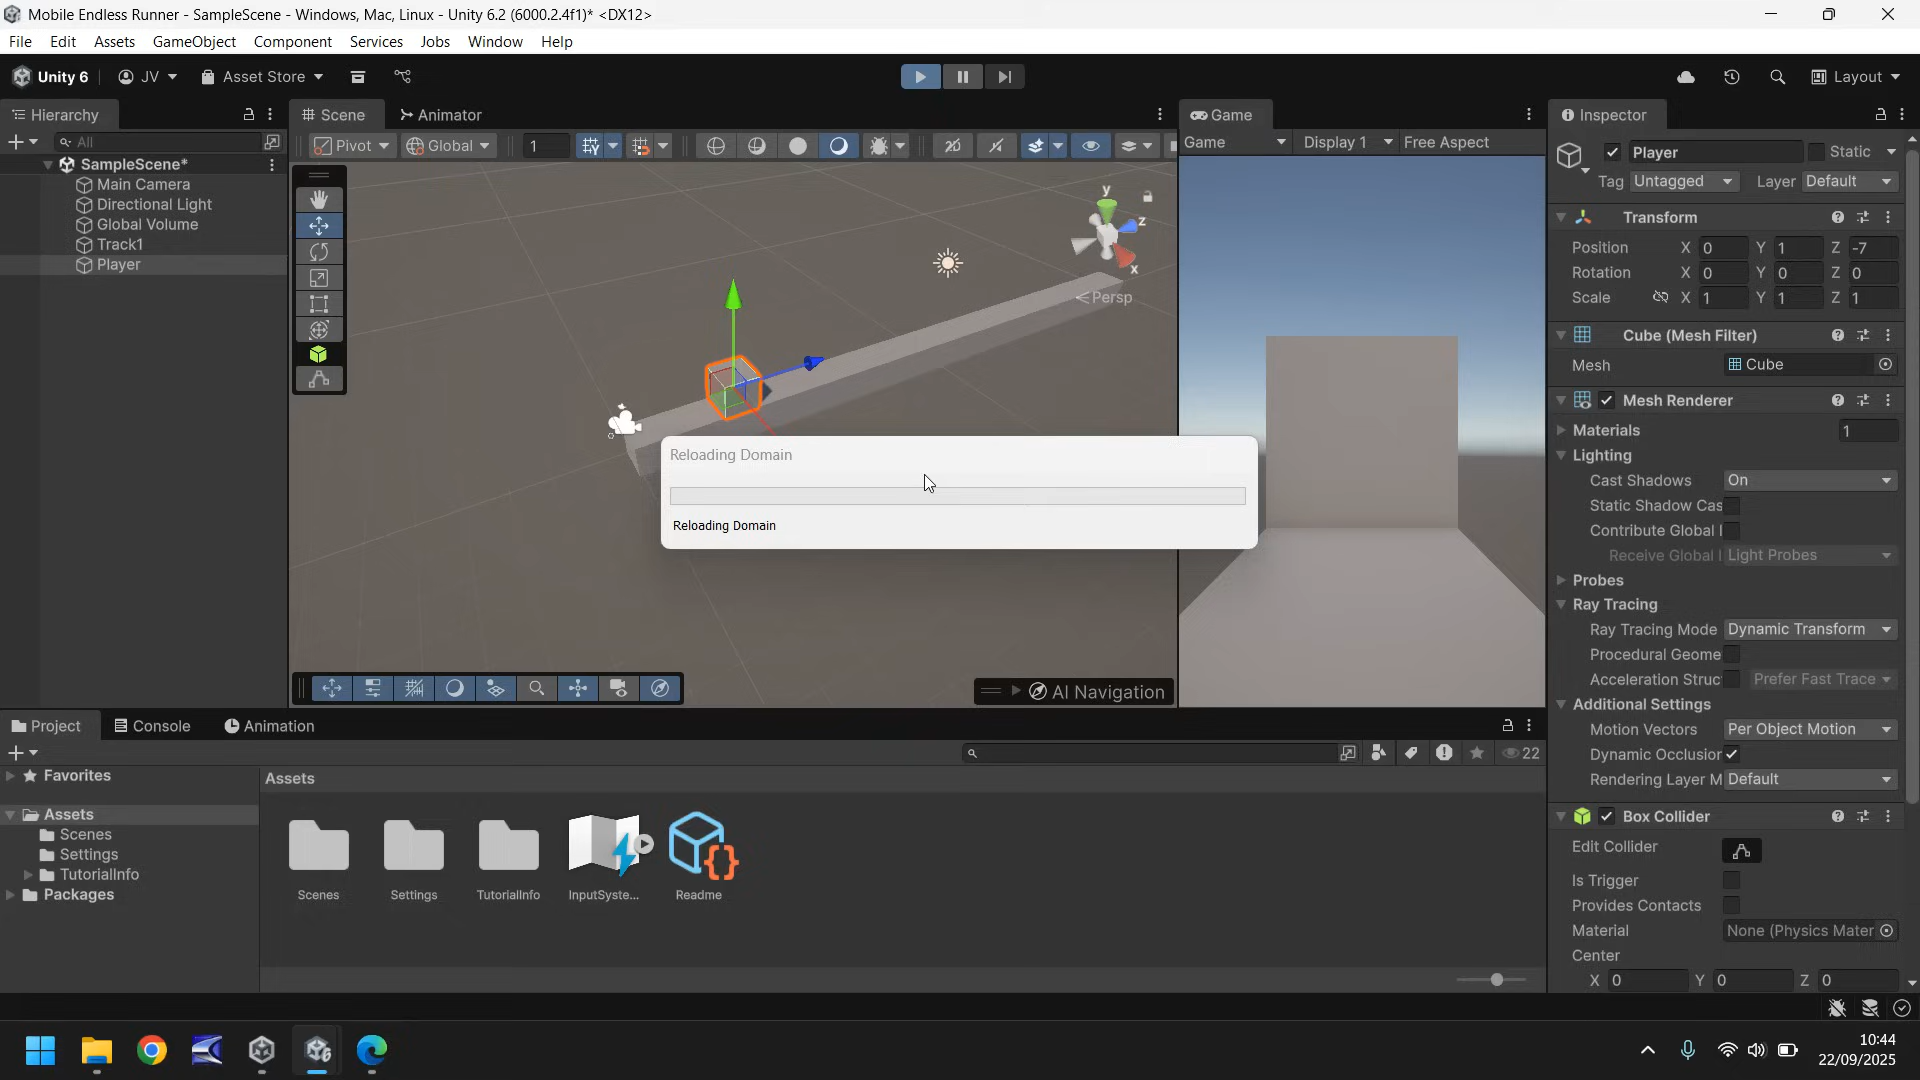 Mobile Endless Runner - SampleScene - Windows, Mac, Linux - Unity 6.2 (6000.2.4f1)* <DX12>
File Edit Assets GameObject Component Services Jobs Window Help
Unity 6 JV Asset Store Layout
Hierarchy
All
SampleScene*
Main Camera
Directional Light
Global Volume
Track1
Player
Scene Animator
Pivot Global 1 2D
y
z
x
Persp
AI Navigation
Game
Game Display 1 Free Aspect
Reloading Domain
Reloading Domain
Inspector
Player Static
Tag Untagged Layer Default
Transform
Position X 0 Y 1 Z -7
Rotation X 0 Y 0 Z 0
Scale X 1 Y 1 Z 1
Cube (Mesh Filter)
Mesh Cube
Mesh Renderer
Materials 1
Lighting
Cast Shadows On
Static Shadow Cas
Contribute Global I
Receive Global I Light Probes
Probes
Ray Tracing
Ray Tracing Mode Dynamic Transform
Procedural Geome
Acceleration Struc Prefer Fast Trace
Additional Settings
Motion Vectors Per Object Motion
Dynamic Occlusion
Rendering Layer M Default
Box Collider
Edit Collider
Is Trigger
Provides Contacts
Material None (Physics Mater
Center
X 0 Y 0 Z 0
Project Console Animation
22
Favorites
Assets
Scenes
Settings
TutorialInfo
Packages
Assets
Scenes Settings TutorialInfo InputSyste... Readme
10:44
22/09/2025